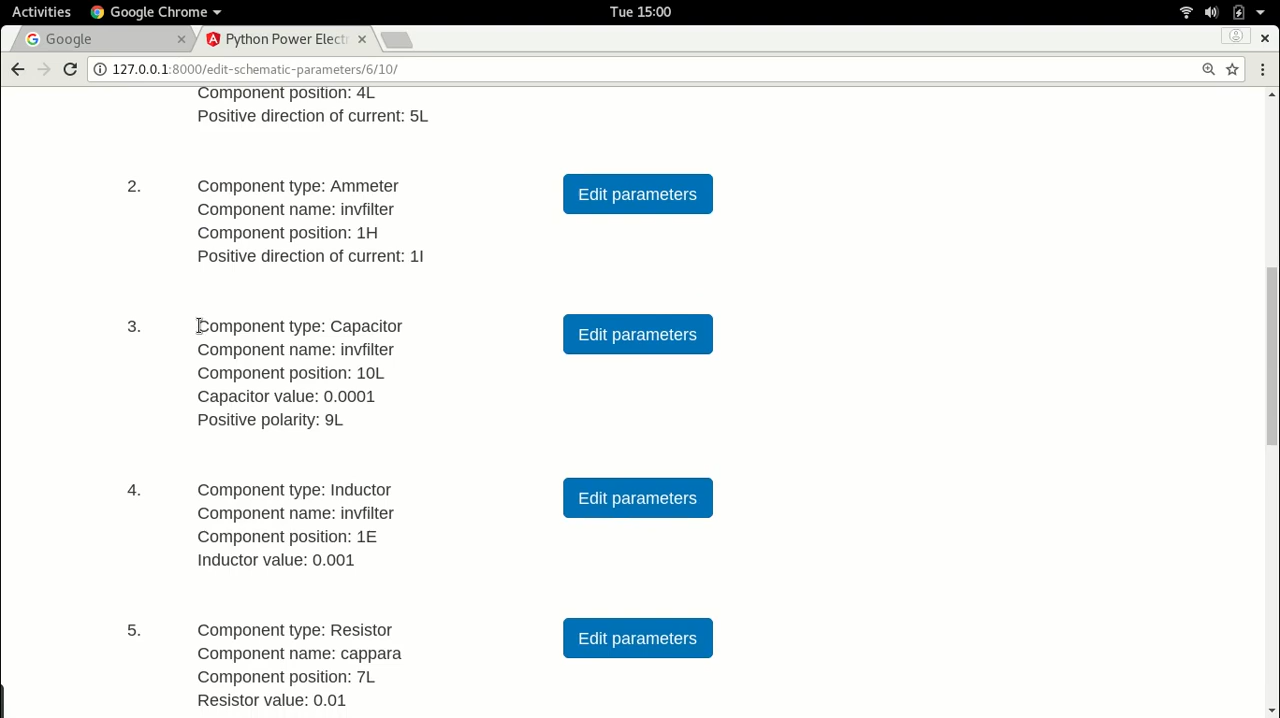 Activities Google Chrome Tue 15:00
Google Python Power Electr
127.0.0.1:8000/edit-schematic-parameters/6/10/
Component position: 4L
Positive direction of current: 5L
2. Component type: Ammeter Edit parameters
Component name: invfilter
Component position: 1H
Positive direction of current: 1I
3. Component type: Capacitor Edit parameters
Component name: invfilter
Component position: 10L
Capacitor value: 0.0001
Positive polarity: 9L
4. Component type: Inductor Edit parameters
Component name: invfilter
Component position: 1E
Inductor value: 0.001
5. Component type: Resistor Edit parameters
Component name: cappara
Component position: 7L
Resistor value: 0.01